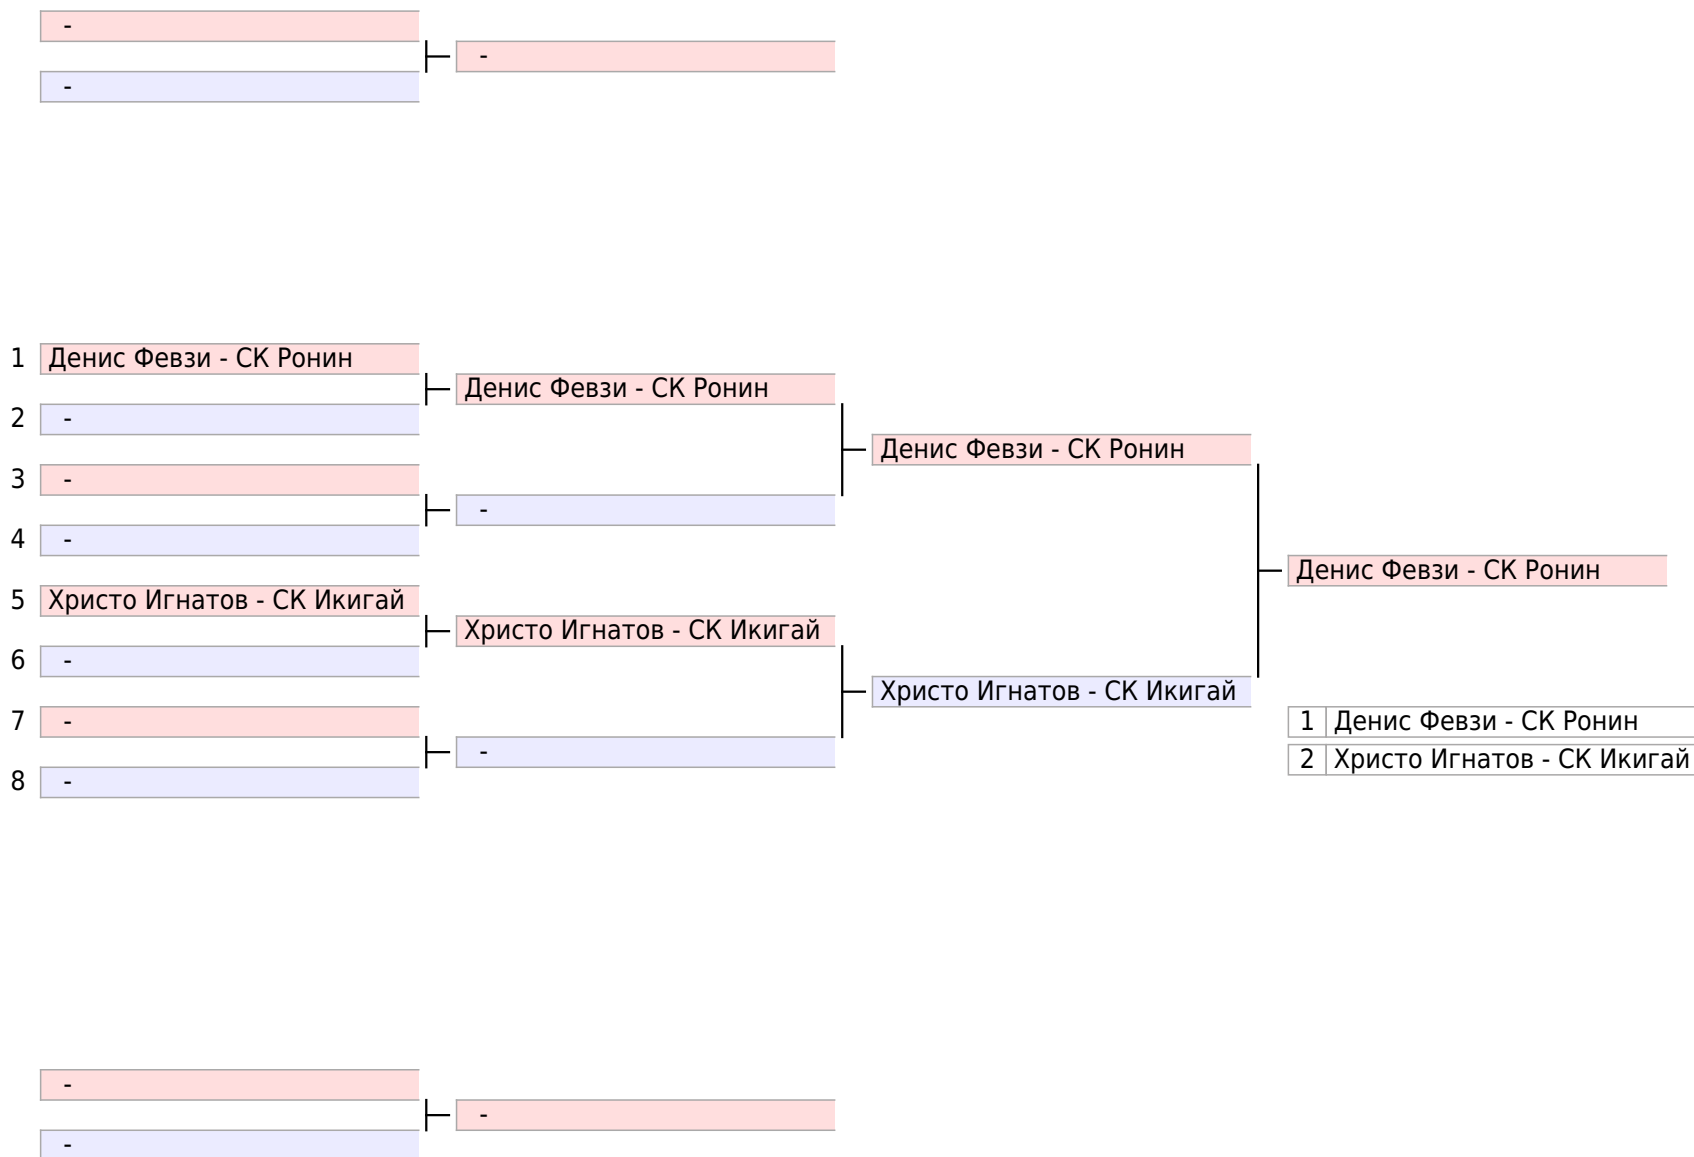 -
-
-
1 Денис Февзи - СК Ронин
Денис Февзи - СК Ронин
2 -
Денис Февзи - СК Ронин
3 -
-
4 -
Денис Февзи - СК Ронин
5 Христо Игнатов - СК Икигай
Христо Игнатов - СК Икигай
6 -
Христо Игнатов - СК Икигай
7 -
1 Денис Февзи - СК Ронин
-
2 Христо Игнатов - СК Икигай
8 -
-
-
-